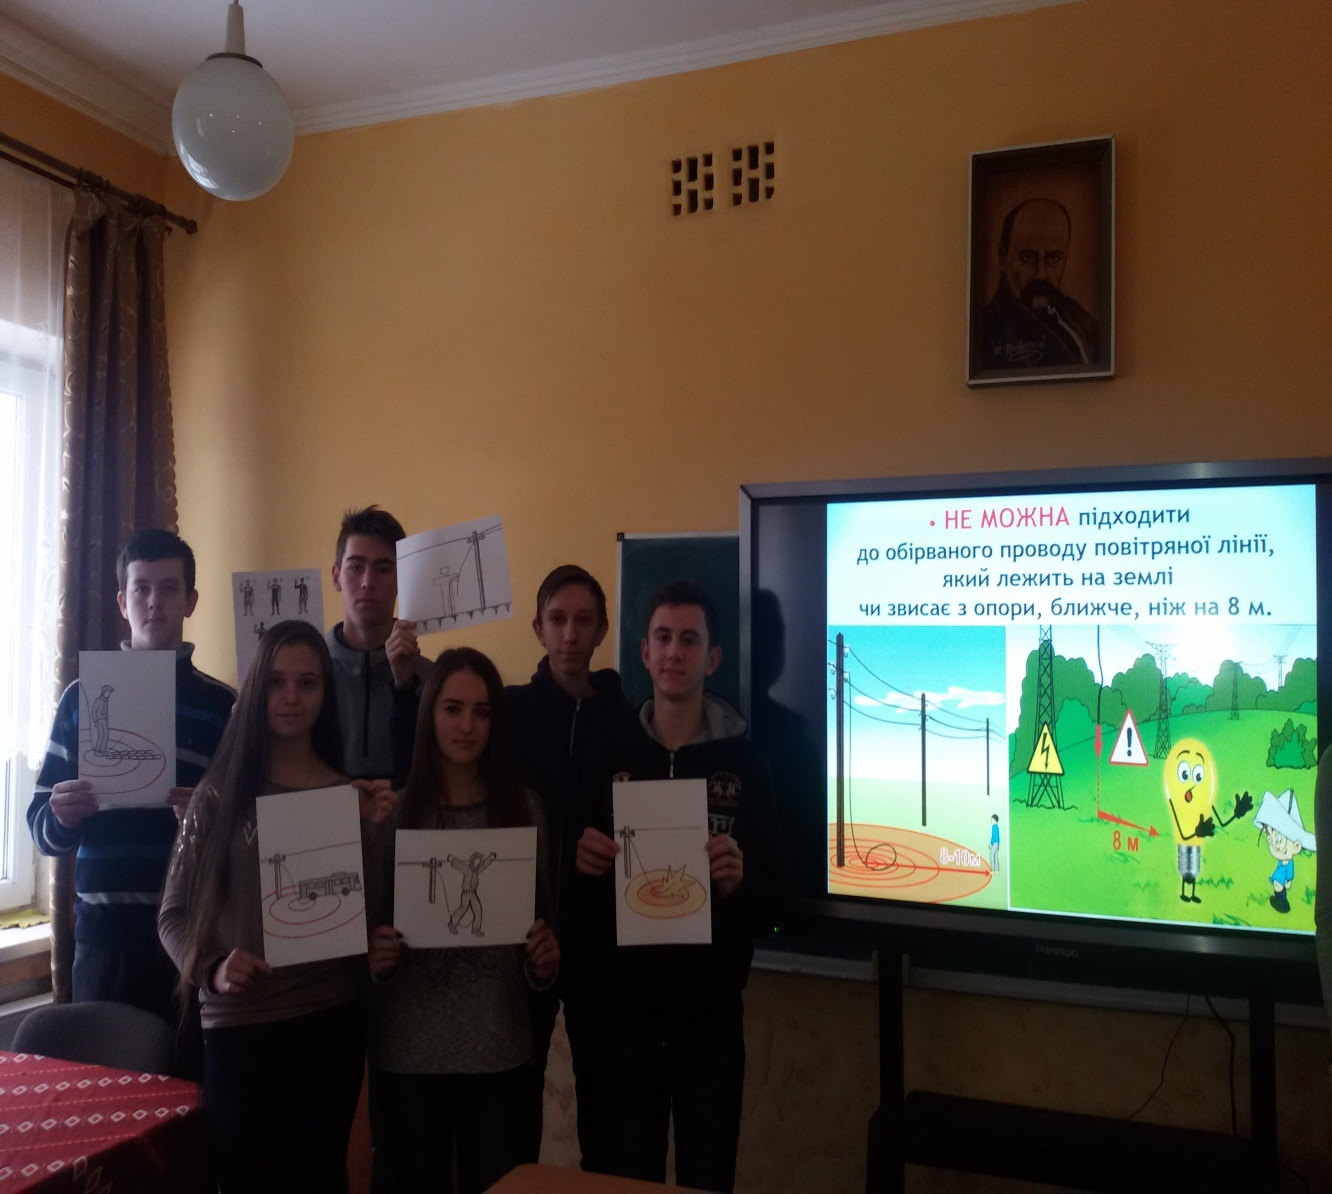 • НЕ МОЖНА підходити
до обірваного проводу повітряної лінії,
який лежить на землі
чи звисає з опори, ближче, ніж на 8 м.
8-10м
8 м
Prestigio